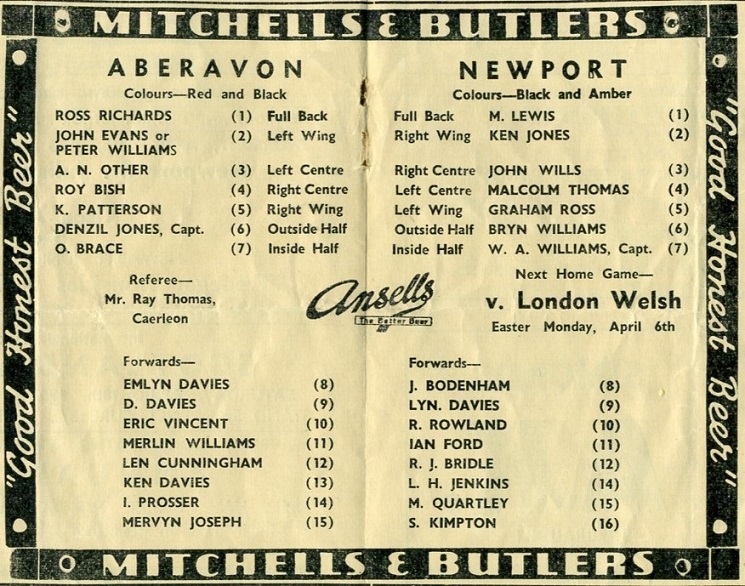 MITCHELLS & BUTLERS
"Good Honest Beer"
ABERAVON
Colours—Red and Black
ROSS RICHARDS (1) Full Back
JOHN EVANS or (2) Left Wing
PETER WILLIAMS
A. N. OTHER (3) Left Centre
ROY BISH (4) Right Centre
K. PATTERSON (5) Right Wing
DENZIL JONES, Capt. (6) Outside Half
O. BRACE (7) Inside Half
Referee—
Mr. Ray Thomas,
Caerleon
Forwards—
EMLYN DAVIES (8)
D. DAVIES (9)
ERIC VINCENT (10)
MERLIN WILLIAMS (11)
LEN CUNNINGHAM (12)
KEN DAVIES (13)
I. PROSSER (14)
MERVYN JOSEPH (15)
Ansells
The Better Beer
NEWPORT
Colours—Black and Amber
Full Back M. LEWIS (1)
Right Wing KEN JONES (2)
Right Centre JOHN WILLS (3)
Left Centre MALCOLM THOMAS (4)
Left Wing GRAHAM ROSS (5)
Outside Half BRYN WILLIAMS (6)
Inside Half W. A. WILLIAMS, Capt. (7)
Next Home Game—
v. London Welsh
Easter Monday, April 6th
Forwards—
J. BODENHAM (8)
LYN. DAVIES (9)
R. ROWLAND (10)
IAN FORD (11)
R. J. BRIDLE (12)
L. H. JENKINS (14)
M. QUARTLEY (15)
S. KIMPTON (16)
"Good Honest Beer"
MITCHELLS & BUTLERS